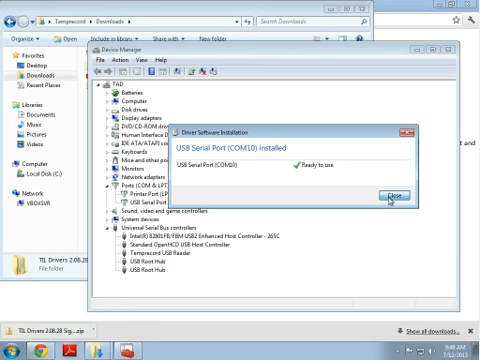 Temprecord ▸ Downloads ▸
Search Downloads
Organize ▾
Open
Include in library ▾
Share with ▾
New folder
Favorites
Desktop
Downloads
Recent Places
Libraries
Documents
Music
Pictures
Videos
Computer
Local Disk (C:)
Network
VBOXSVR
Device Manager
File Action View Help
TAD
Batteries
Computer
Disk drives
Display adapters
DVD/CD-ROM
Human Interface
IDE ATA/ATAPI
Keyboards
Mice and other
Monitors
Network adapters
Ports (COM & LPT
Printer Port (LP
USB Serial Port
Sound, video and game controllers
System devices
Universal Serial Bus controllers
Intel(R) 82801FB/FBM USB2 Enhanced Host Controller - 265C
Standard OpenHCD USB Host Controller
Temprecord USB Reader
USB Root Hub
USB Root Hub
Driver Software Installation
USB Serial Port (COM10) installed
USB Serial Port (COM10)
Ready to use
Close
t and
TIL Drivers 2.08.28
File folder
TIL Drivers 2.08.28 Sig....zip
Show all downloads...
9:49 AM
7/12/2013